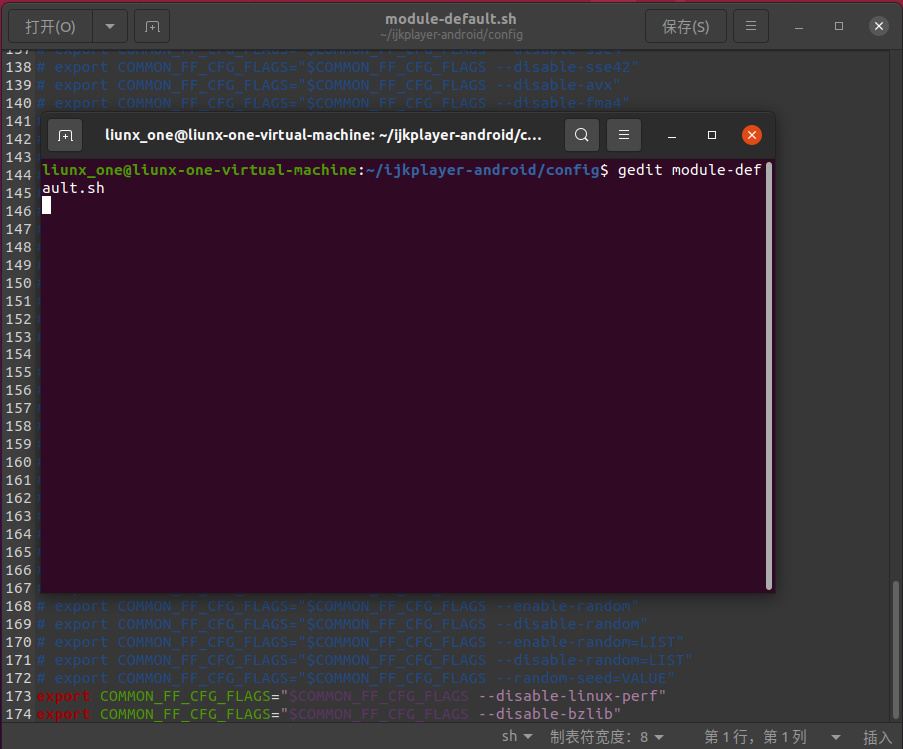 打开(O)
module-default.sh
~/ijkplayer-android/config
保存(S)
137 # export COMMON_FF_CFG_FLAGS="$COMMON_FF_CFG_FLAGS --disable-sse4"
138 # export COMMON_FF_CFG_FLAGS="$COMMON_FF_CFG_FLAGS --disable-sse42"
139 # export COMMON_FF_CFG_FLAGS="$COMMON_FF_CFG_FLAGS --disable-avx"
140 # export COMMON_FF_CFG_FLAGS="$COMMON_FF_CFG_FLAGS --disable-fma4"
141
liunx_one@liunx-one-virtual-machine: ~/ijkplayer-android/c...
142
143
liunx_one@liunx-one-virtual-machine:~/ijkplayer-android/config$ gedit module-def
144
ault.sh
145
146
147
148
149
150
151
152
153
154
155
156
157
158
159
160
161
162
163
164
165
166
167
168 # export COMMON_FF_CFG_FLAGS="$COMMON_FF_CFG_FLAGS --enable-random"
169 # export COMMON_FF_CFG_FLAGS="$COMMON_FF_CFG_FLAGS --disable-random"
170 # export COMMON_FF_CFG_FLAGS="$COMMON_FF_CFG_FLAGS --enable-random=LIST"
171 # export COMMON_FF_CFG_FLAGS="$COMMON_FF_CFG_FLAGS --disable-random=LIST"
172 # export COMMON_FF_CFG_FLAGS="$COMMON_FF_CFG_FLAGS --random-seed=VALUE"
173 export COMMON_FF_CFG_FLAGS="$COMMON_FF_CFG_FLAGS --disable-linux-perf"
174 export COMMON_FF_CFG_FLAGS="$COMMON_FF_CFG_FLAGS --disable-bzlib"
sh 制表符宽度：8 第 1 行，第 1 列 插入